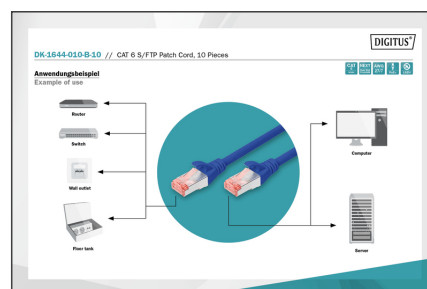 DIGITUS®
DK-1644-010-B-10 // CAT 6 S/FTP Patch Cord, 10 Pieces
Anwendungsbeispiel
Example of use
Router
Switch
Wall outlet
Floor tank
Computer
Server